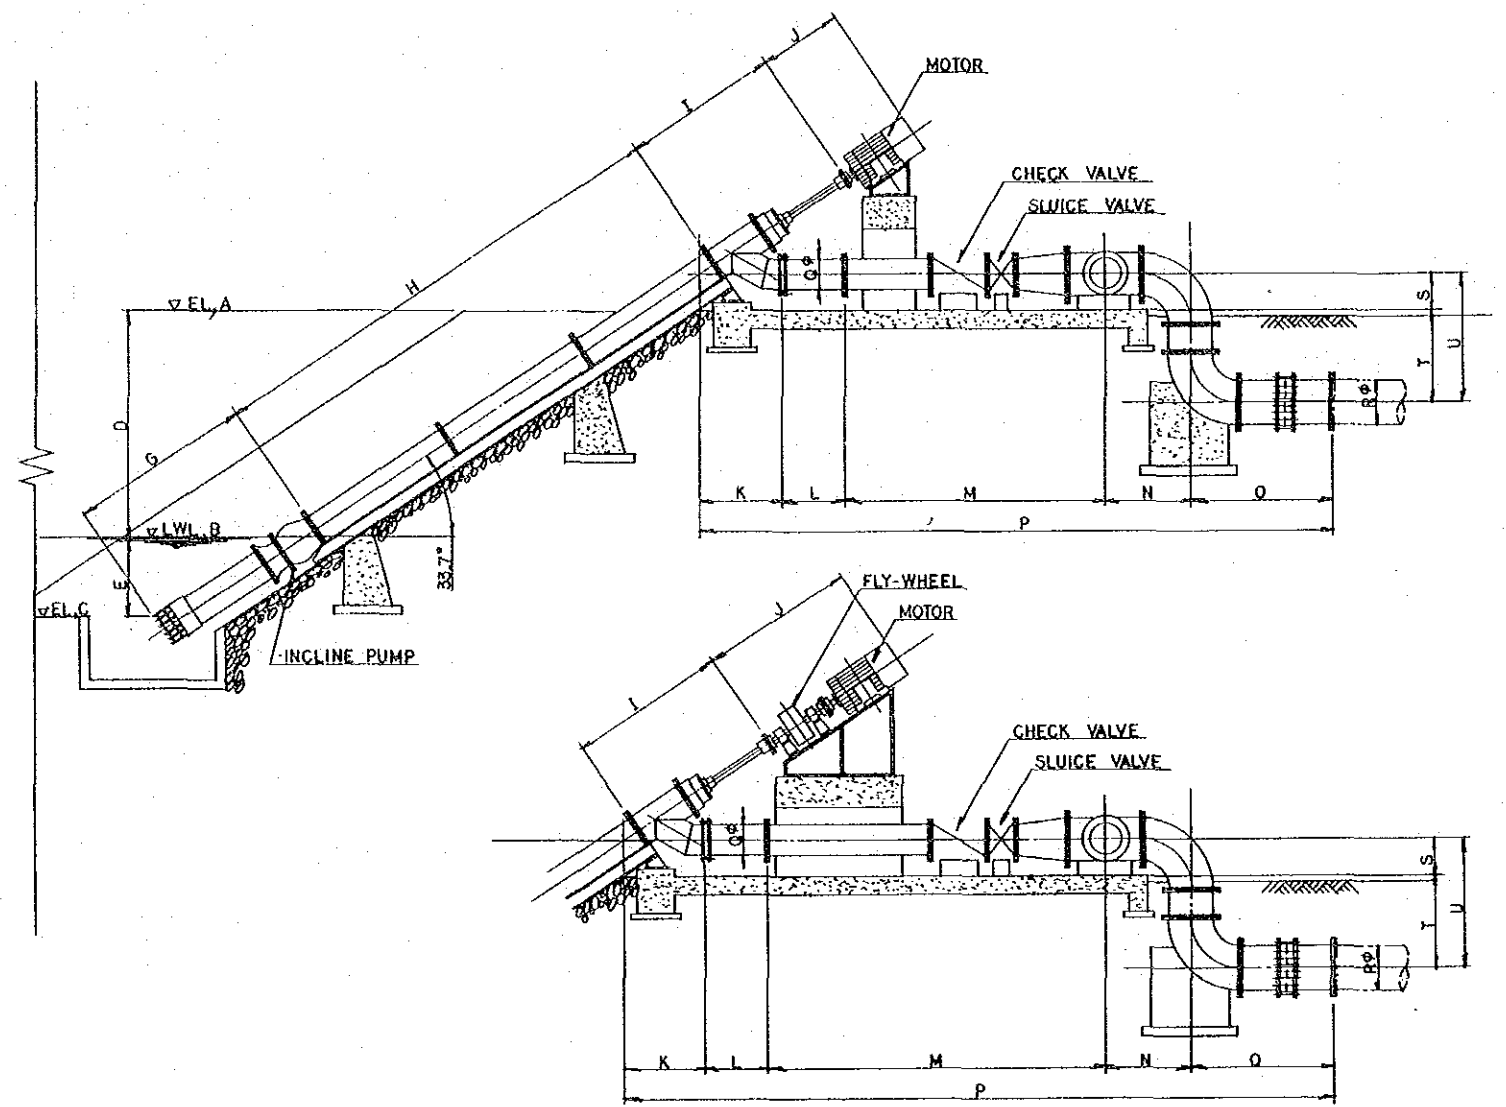 J
I
MOTOR
CHECK VALVE
SLUICE VALVE
H
▽ EL,A
QΦ
S
U
T
RΦ
D
G
K
L
M
N
O
P
▽ LWL,B
E
33.7°
▽EL,C
INCLINE PUMP
FLY-WHEEL
J
MOTOR
I
CHECK VALVE
SLUICE VALVE
QΦ
S
U
T
RΦ
K
L
M
N
O
P